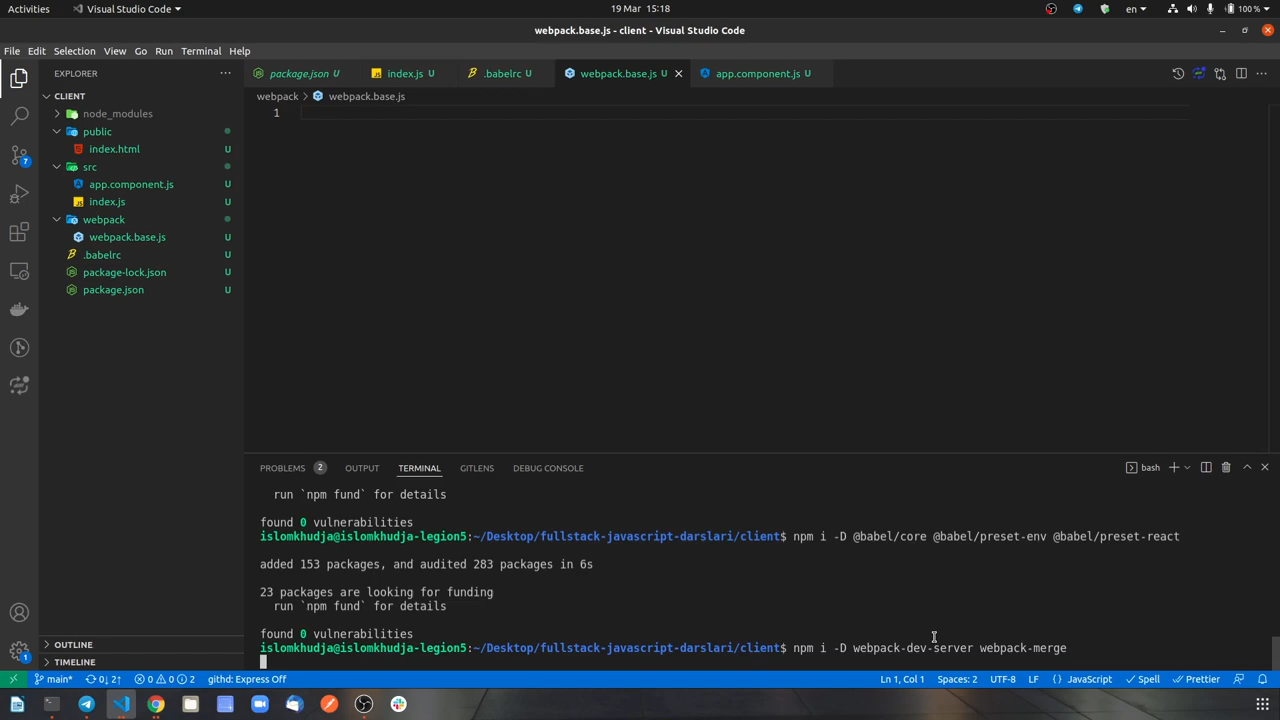 Activities
Visual Studio Code
19 Mar 15:18
en
100 %
webpack.base.js - client - Visual Studio Code
File Edit Selection View Go Run Terminal Help
EXPLORER
package.json U
index.js U
.babelrc U
webpack.base.js U
app.component.js U
CLIENT
webpack > webpack.base.js
node_modules
1
public
index.html U
src
app.component.js U
index.js U
webpack
webpack.base.js U
.babelrc U
package-lock.json U
package.json U
7
PROBLEMS 2 OUTPUT TERMINAL GITLENS DEBUG CONSOLE
bash
run `npm fund` for details
found 0 vulnerabilities
islomkhudja@islomkhudja-legion5:~/Desktop/fullstack-javascript-darslari/client$ npm i -D @babel/core @babel/preset-env @babel/preset-react
added 153 packages, and audited 283 packages in 6s
23 packages are looking for funding
run `npm fund` for details
found 0 vulnerabilities
islomkhudja@islomkhudja-legion5:~/Desktop/fullstack-javascript-darslari/client$ npm i -D webpack-dev-server webpack-merge
OUTLINE
TIMELINE
1
main* 0↓ 2↑ 0 0 2 githd: Express Off
Ln 1, Col 1 Spaces: 2 UTF-8 LF JavaScript Spell Prettier